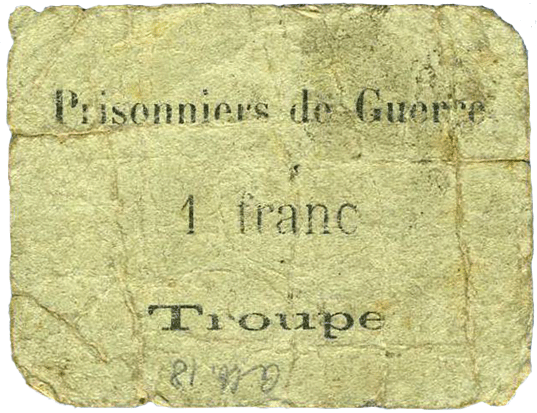 Prisonniers de Guerre
1 franc
Troupe